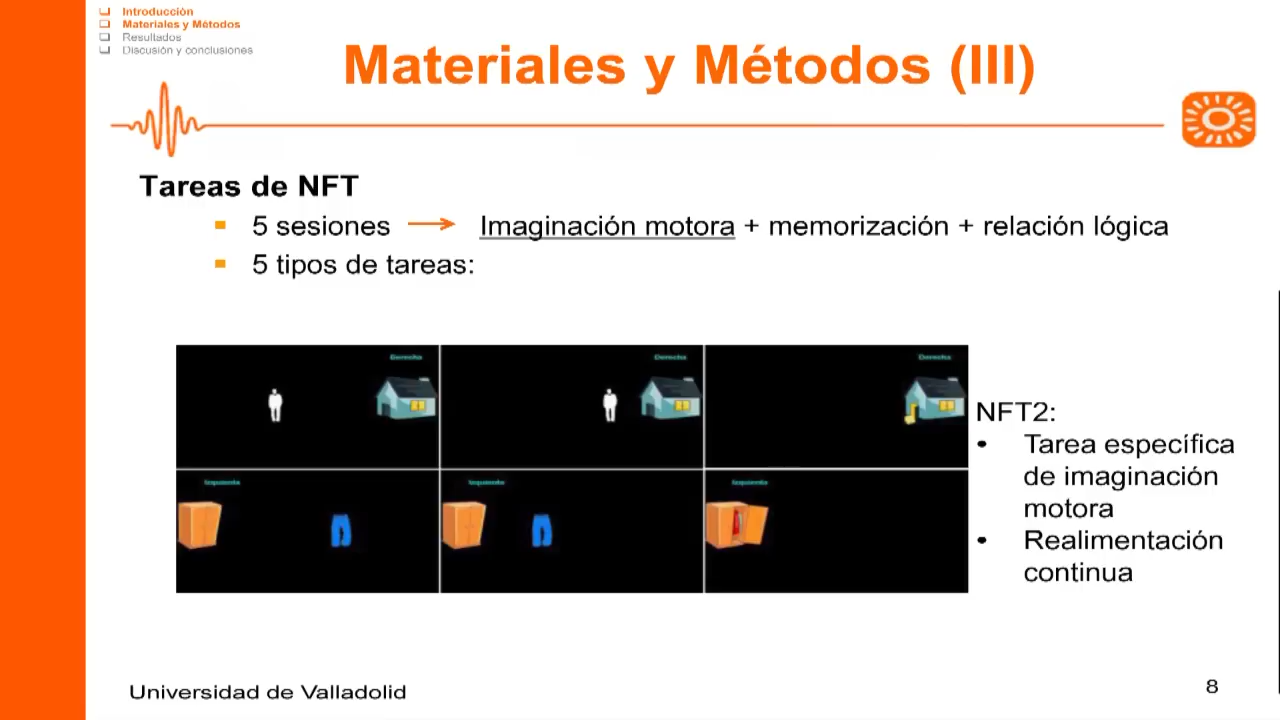 Introducción
Materiales y Métodos
Resultados
Discusión y conclusiones
Materiales y Métodos (III)
Tareas de NFT
5 sesiones → Imaginación motora + memorización + relación lógica
5 tipos de tareas:
Derecha
Derecha
Derecha
Izquierda
Izquierda
Izquierda
NFT2:
• Tarea específica
de imaginación
motora
• Realimentación
continua
Universidad de Valladolid
8